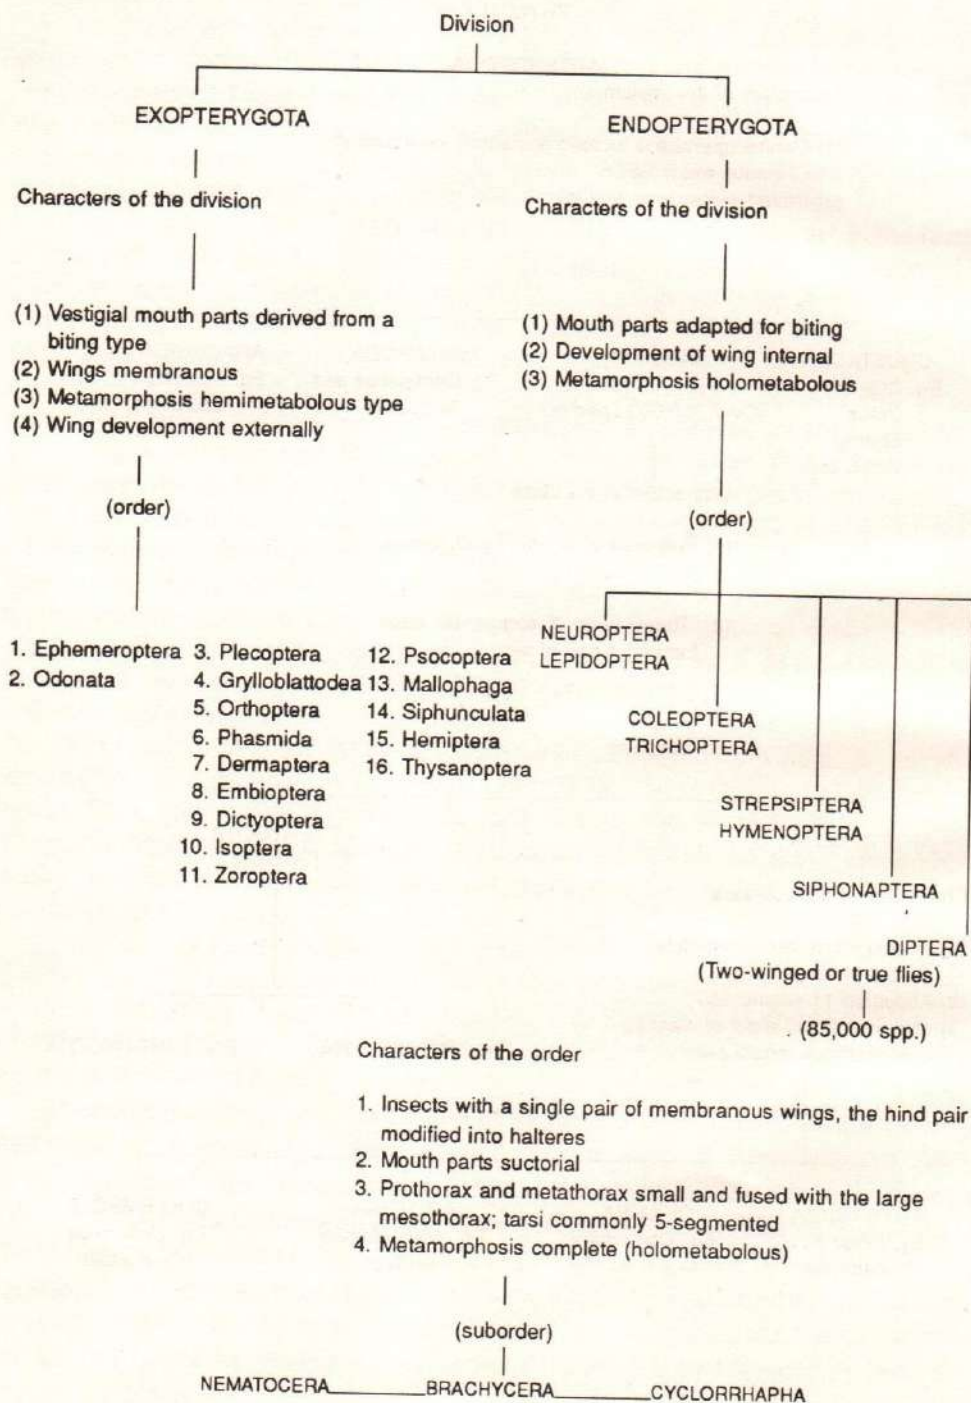 Division
EXOPTERYGOTA
Characters of the division
(1) Vestigial mouth parts derived from a
biting type
(2) Wings membranous
(3) Metamorphosis hemimetabolous type
(4) Wing development externally
(order)
1. Ephemeroptera
2. Odonata
3. Plecoptera
4. Grylloblattodea
5. Orthoptera
6. Phasmida
7. Dermaptera
8. Embioptera
9. Dictyoptera
10. Isoptera
11. Zoroptera
12. Psocoptera
13. Mallophaga
14. Siphunculata
15. Hemiptera
16. Thysanoptera
ENDOPTERYGOTA
Characters of the division
(1) Mouth parts adapted for biting
(2) Development of wing internal
(3) Metamorphosis holometabolous
(order)
NEUROPTERA
LEPIDOPTERA
COLEOPTERA
TRICHOPTERA
STREPSIPTERA
HYMENOPTERA
SIPHONAPTERA
DIPTERA
(Two-winged or true flies)
(85,000 spp.)
Characters of the order
1. Insects with a single pair of membranous wings, the hind pair
modified into halteres
2. Mouth parts suctorial
3. Prothorax and metathorax small and fused with the large
mesothorax; tarsi commonly 5-segmented
4. Metamorphosis complete (holometabolous)
(suborder)
NEMATOCERA BRACHYCERA CYCLORRHAPHA